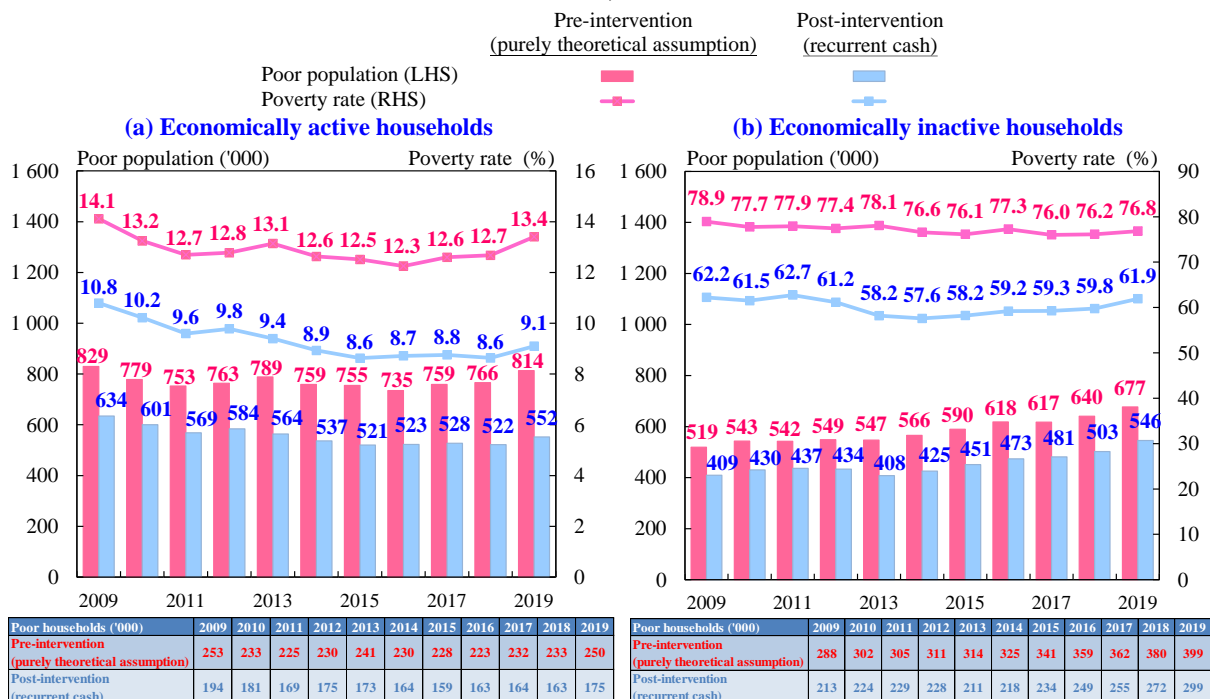 Pre-intervention Post-intervention
(purely theoretical assumption) (recurrent cash)
Poor population (LHS)
Poverty rate (RHS)
(a) Economically active households
Poor population ('000) Poverty rate (%)
1 600 16
1 400 14
1 200 12
1 000 10
800 8
600 6
400 4
200 2
0 0
14.1 13.2 12.7 12.8 13.1 12.6 12.5 12.3 12.6 12.7 13.4
10.8 10.2 9.6 9.8 9.4 8.9 8.6 8.7 8.8 8.6 9.1
829 779 753 763 789 759 755 735 759 766 814
634 601 569 584 564 537 521 523 528 522 552
2009 2011 2013 2015 2017 2019
Poor households ('000) 2009 2010 2011 2012 2013 2014 2015 2016 2017 2018 2019
Pre-intervention
(purely theoretical assumption) 253 233 225 230 241 230 228 223 232 233 250
Post-intervention
(recurrent cash) 194 181 169 175 173 164 159 163 164 163 175
(b) Economically inactive households
Poor population ('000) Poverty rate (%)
1 600 90
1 400 80
1 200 70
1 000 60
800 50
600 40
400 30
200 20
0 10
0
78.9 77.7 77.9 77.4 78.1 76.6 76.1 77.3 76.0 76.2 76.8
62.2 61.5 62.7 61.2 58.2 57.6 58.2 59.2 59.3 59.8 61.9
519 543 542 549 547 566 590 618 617 640 677
409 430 437 434 408 425 451 473 481 503 546
2009 2011 2013 2015 2017 2019
Poor households ('000) 2009 2010 2011 2012 2013 2014 2015 2016 2017 2018 2019
Pre-intervention
(purely theoretical assumption) 288 302 305 311 314 325 341 359 362 380 399
Post-intervention
(recurrent cash) 213 224 229 228 211 218 234 249 255 272 299